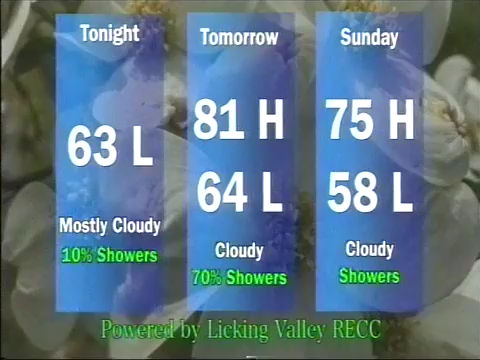 Tonight
63 L
Mostly Cloudy
10% Showers
Tomorrow
81 H
64 L
Cloudy
70% Showers
Sunday
75 H
58 L
Cloudy
Showers
Powered by Licking Valley RECC